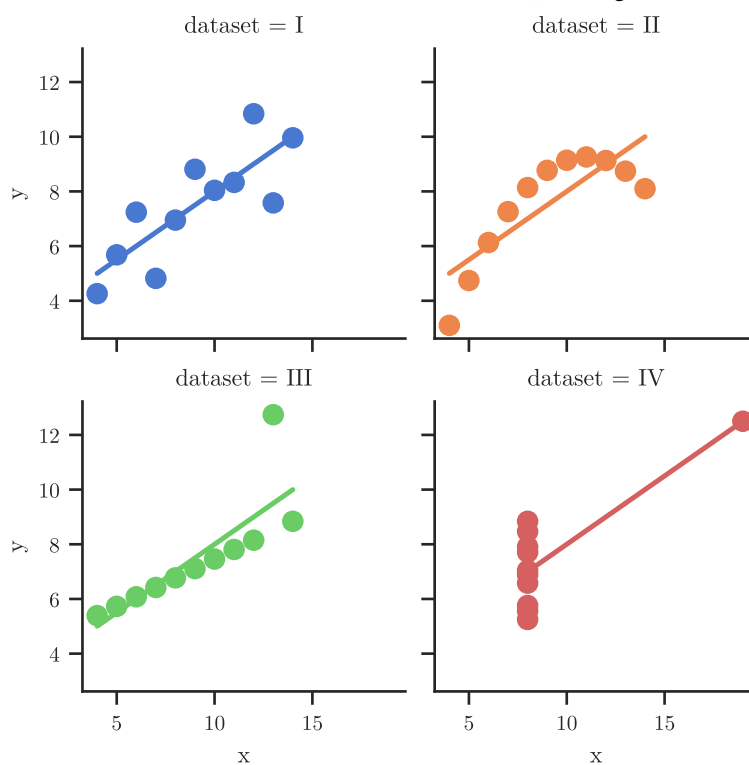 dataset = I
dataset = II
12
10
8
6
4
y
dataset = III
dataset = IV
12
10
8
6
4
y
5
10
15
5
10
15
x
x